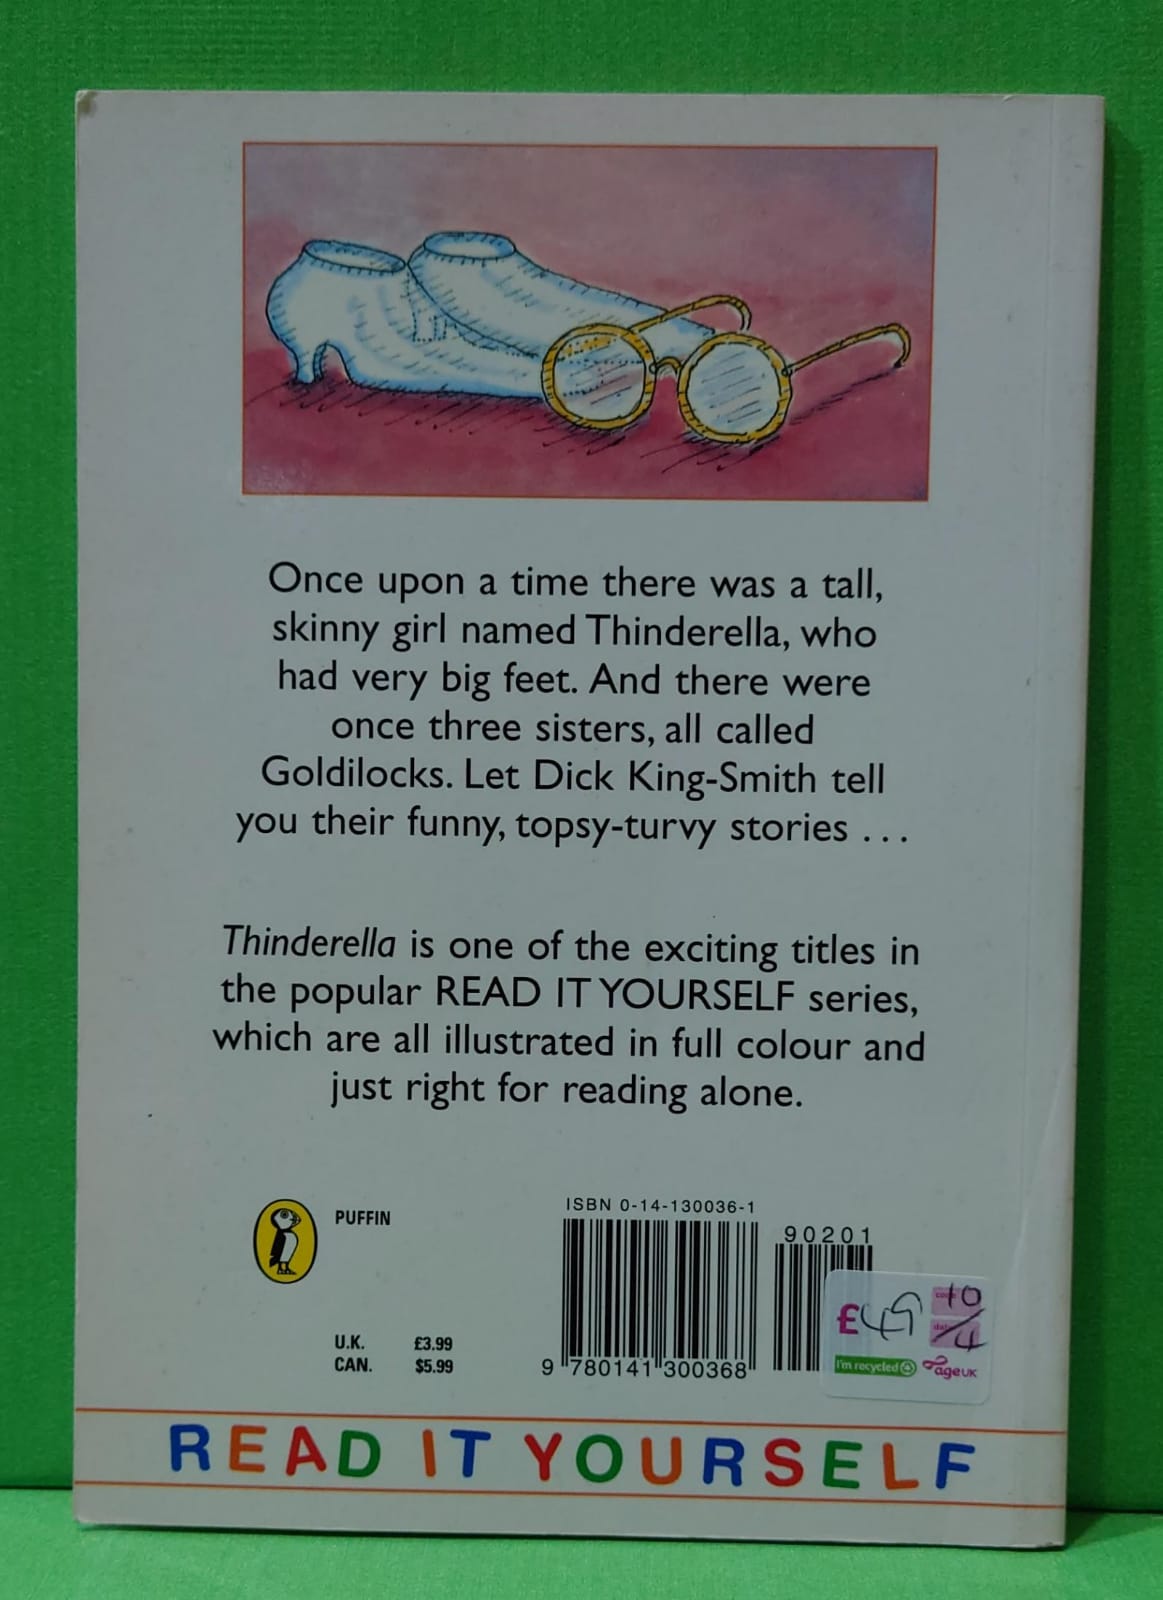 Once upon a time there was a tall,
skinny girl named Thinderella, who
had very big feet. And there were
once three sisters, all called
Goldilocks. Let Dick King-Smith tell
you their funny, topsy-turvy stories . . .
Thinderella is one of the exciting titles in
the popular READ IT YOURSELF series,
which are all illustrated in full colour and
just right for reading alone.
PUFFIN
U.K. £3.99
CAN. $5.99
ISBN 0-14-130036-1
90201
9 780141 300368
£49
code 10
date /4
I'm recycled
age UK
READ IT YOURSELF